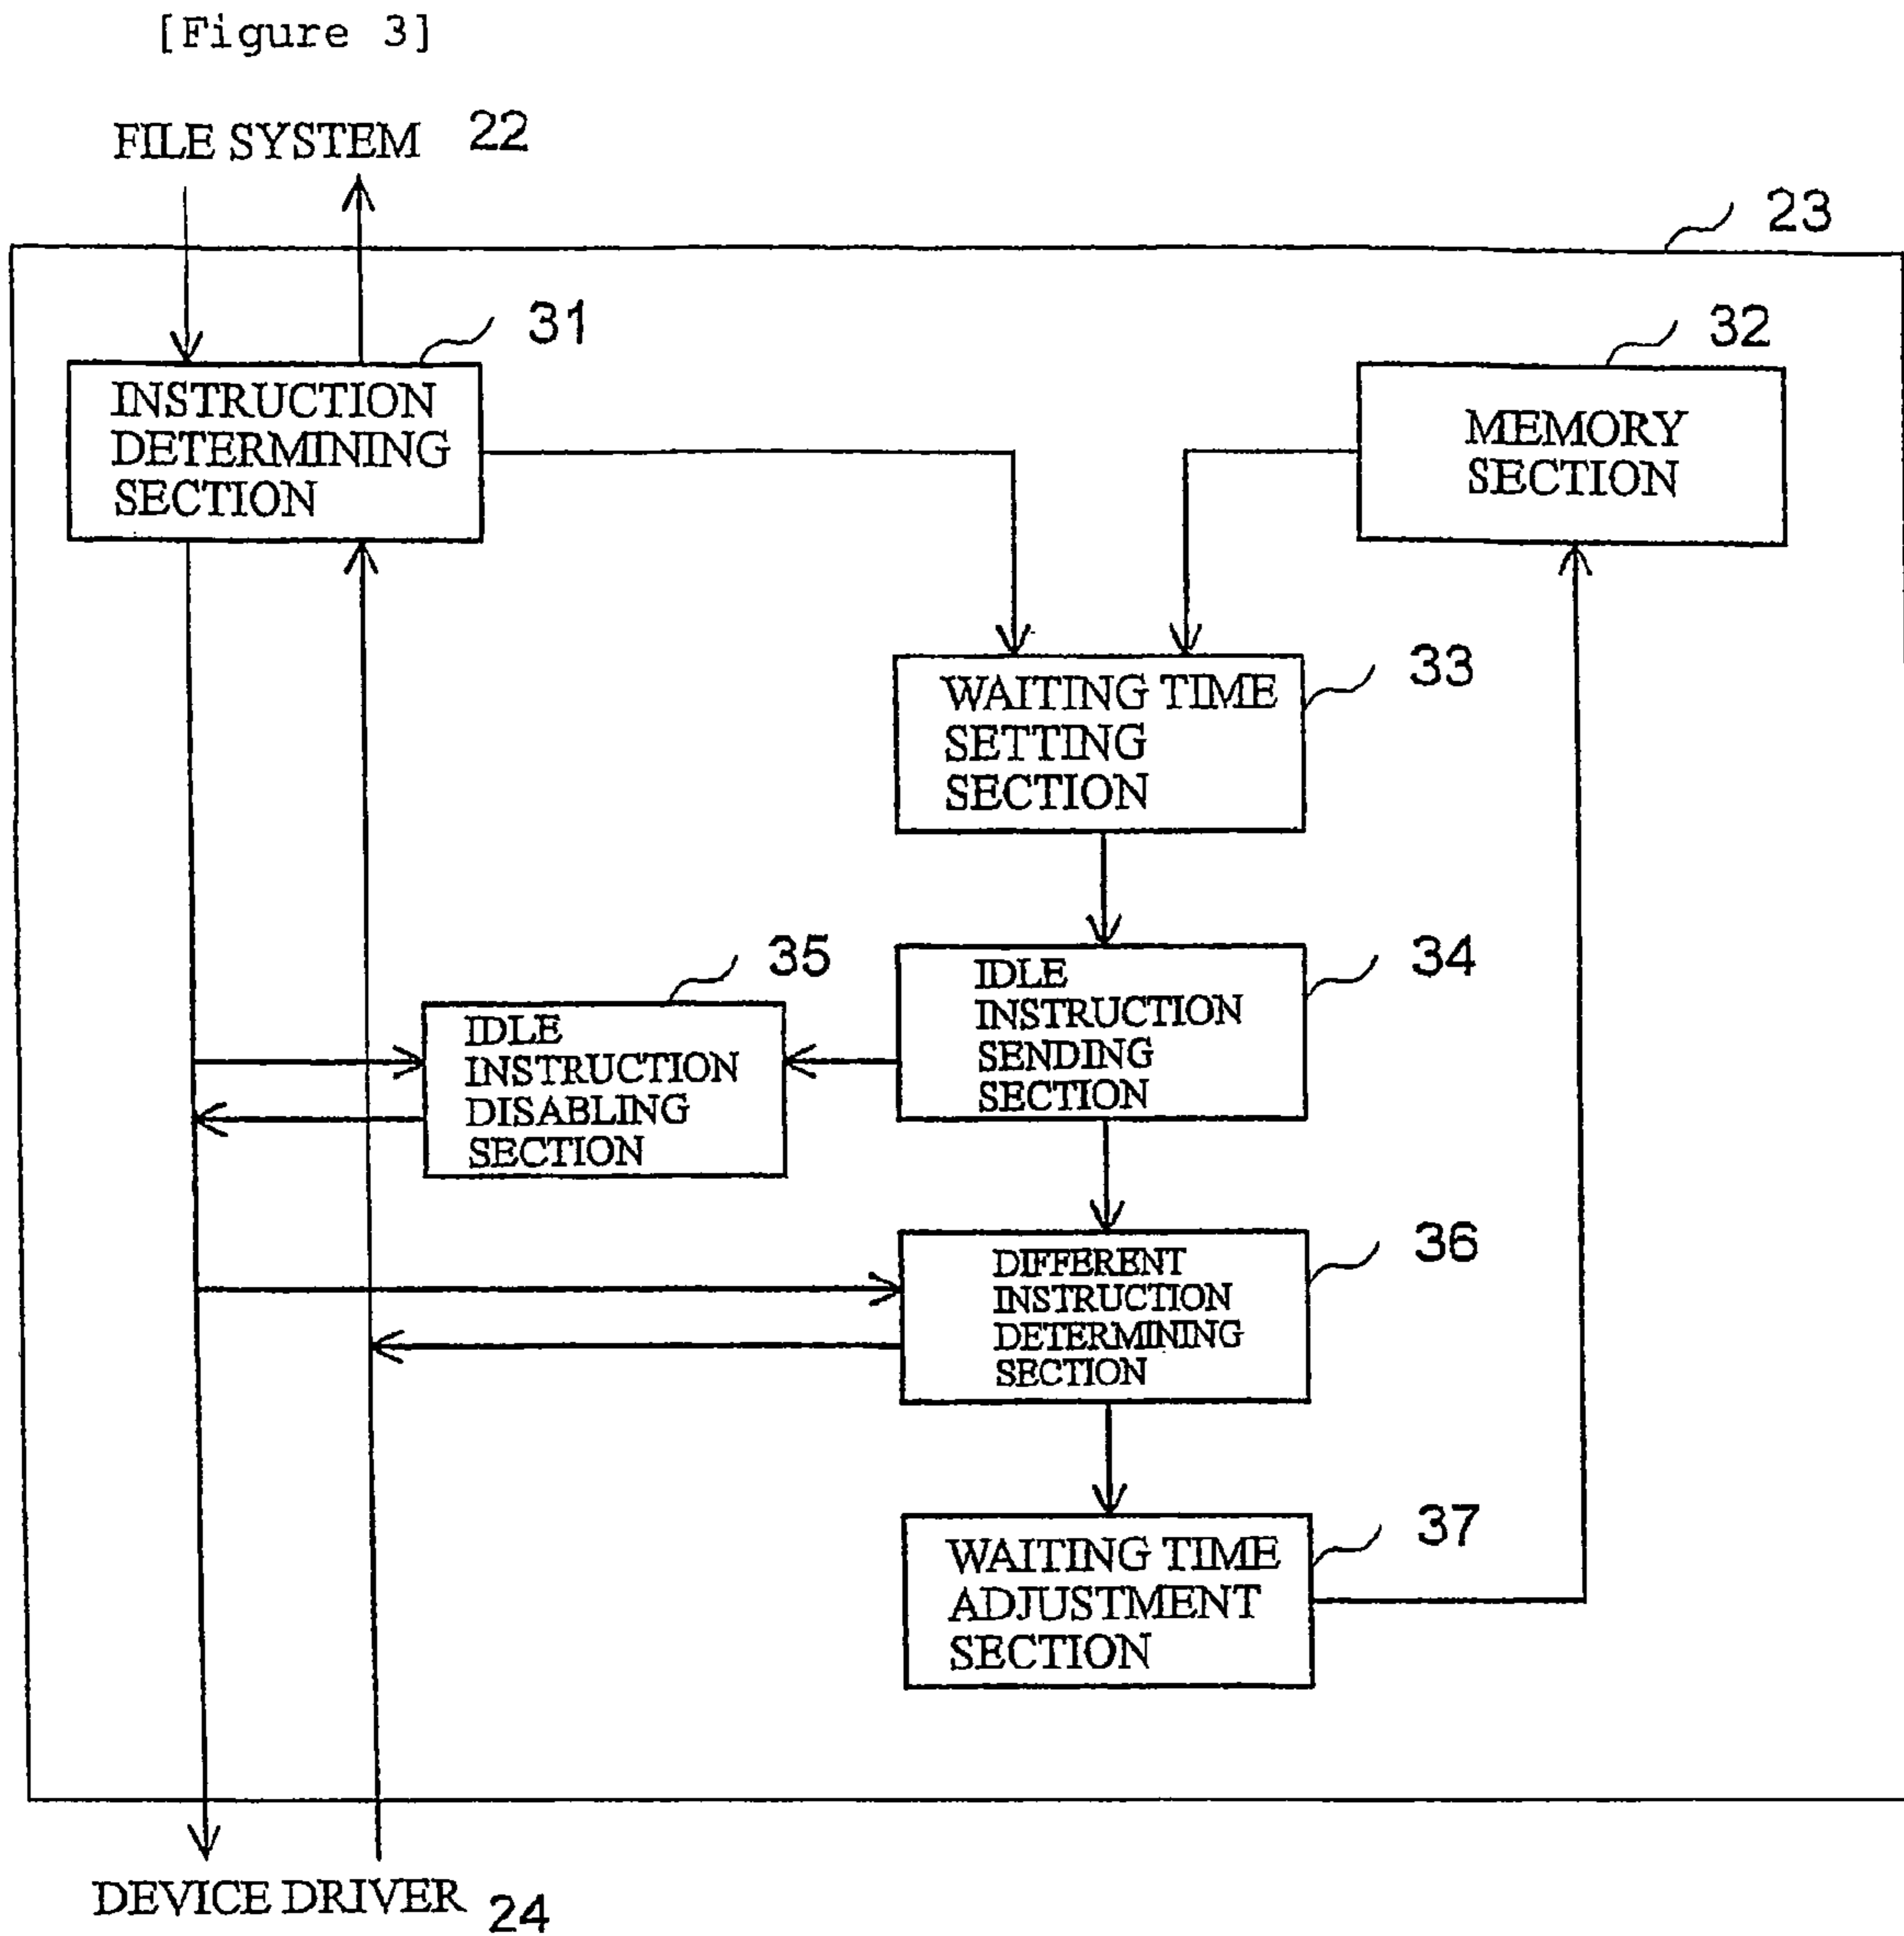 [Figure 3]
FILE SYSTEM 22
23
31
32
INSTRUCTION
DETERMINING
SECTION
MEMORY
SECTION
33
WAITING TIME
SETTING
SECTION
35
34
IDLE
INSTRUCTION
SENDING
SECTION
IDLE
INSTRUCTION
DISABLING
SECTION
36
DIFFERENT
INSTRUCTION
DETERMINING
SECTION
37
WAITING TIME
ADJUSTMENT
SECTION
DEVICE DRIVER 24